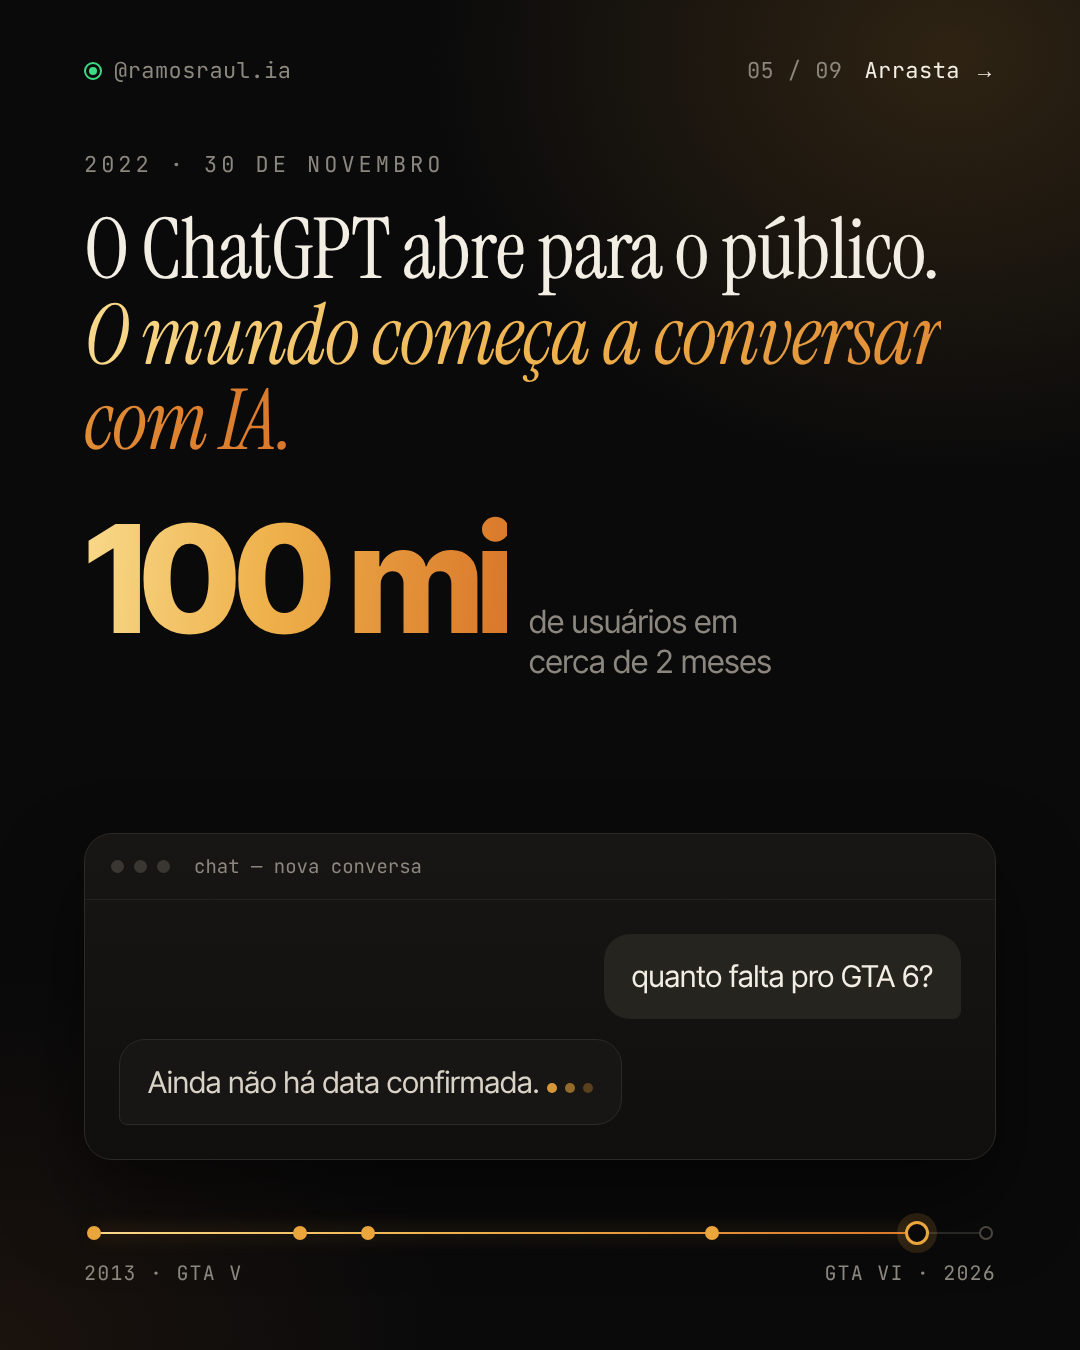 @ramosraul.ia
05 / 09 Arrasta →
2022 · 30 DE NOVEMBRO
O ChatGPT abre para o público.
O mundo começa a conversar
com IA.
100 mi
de usuários em
cerca de 2 meses
chat — nova conversa
quanto falta pro GTA 6?
Ainda não há data confirmada.
2013 · GTA V
GTA VI · 2026